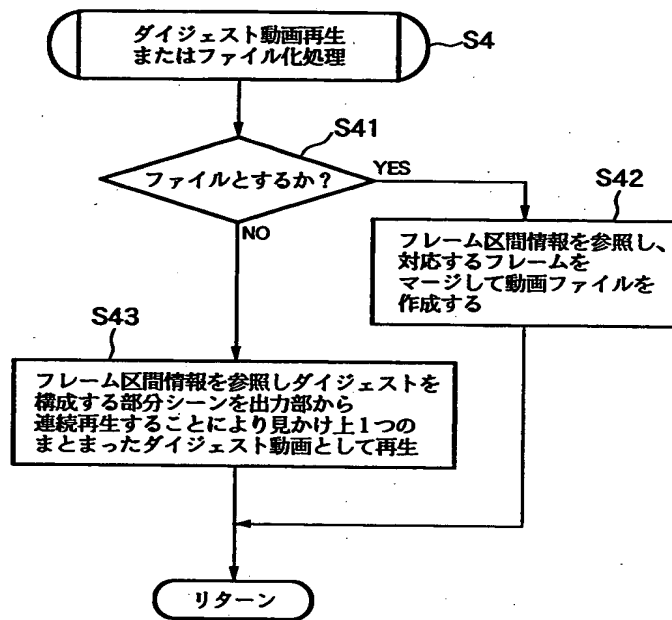 ダイジェスト動画再生
またはファイル化処理
S4
S41
ファイルとするか？
YES
NO
S42
フレーム区間情報を参照し、
対応するフレームを
マージして動画ファイルを
作成する
S43
フレーム区間情報を参照しダイジェストを
構成する部分シーンを出力部から
連続再生することにより見かけ上1つの
まとまったダイジェスト動画として再生
リターン